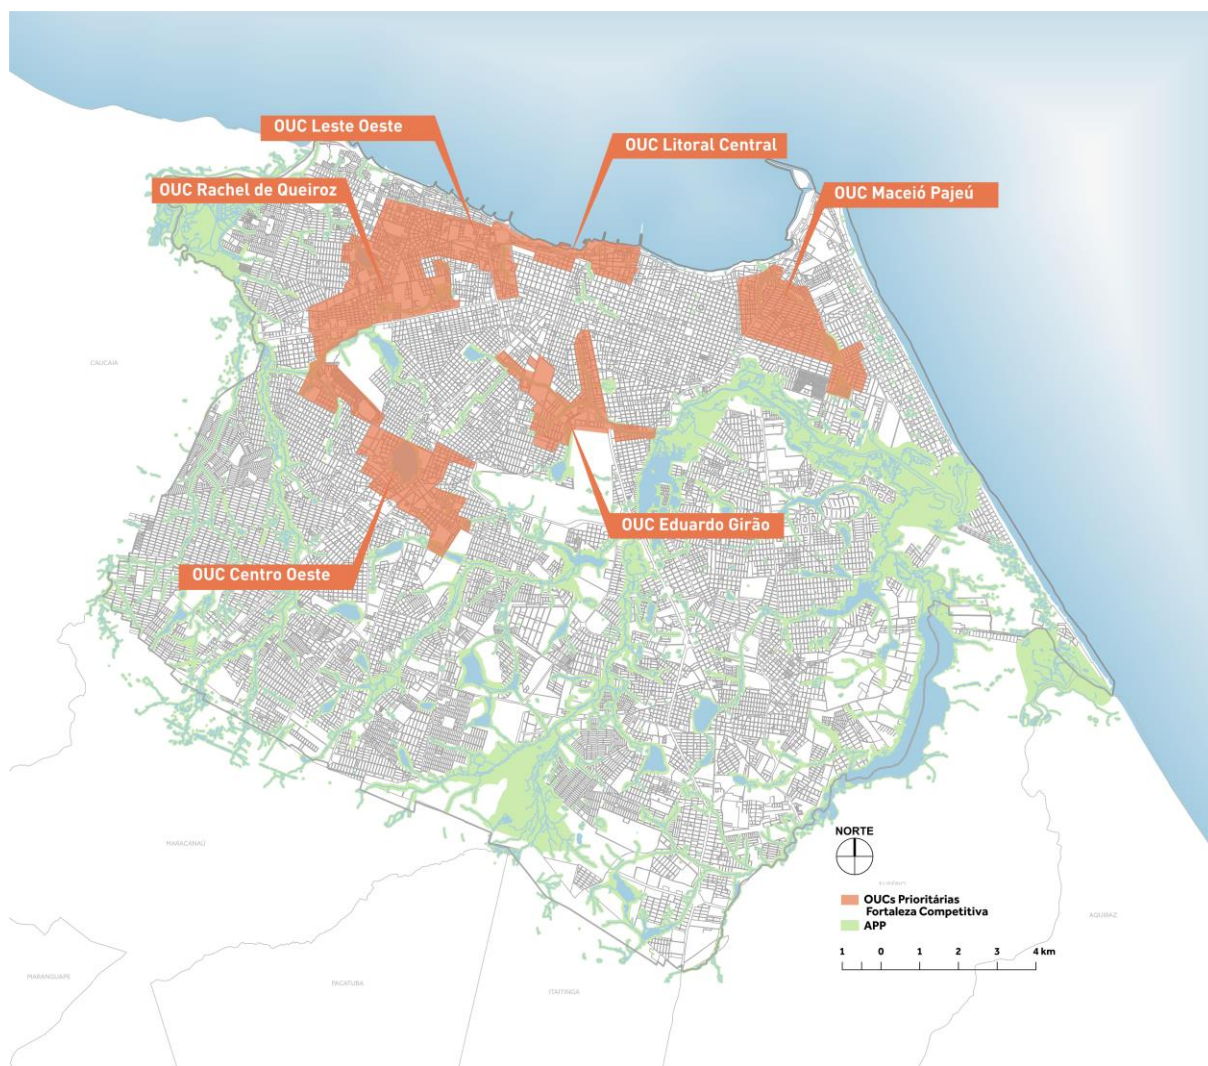 OUC Leste Oeste
OUC Litoral Central
OUC Rachel de Queiroz
OUC Maceió Pajeú
CAUCAIA
OUC Eduardo Girão
OUC Centro Oeste
NORTE
MARACANAÚ
OUCs Prioritárias
Fortaleza Competitiva
APP
AQUIRAZ
1 0 1 2 3 4 km
MARANGUAPE
PACATUBA
ITAITINGA